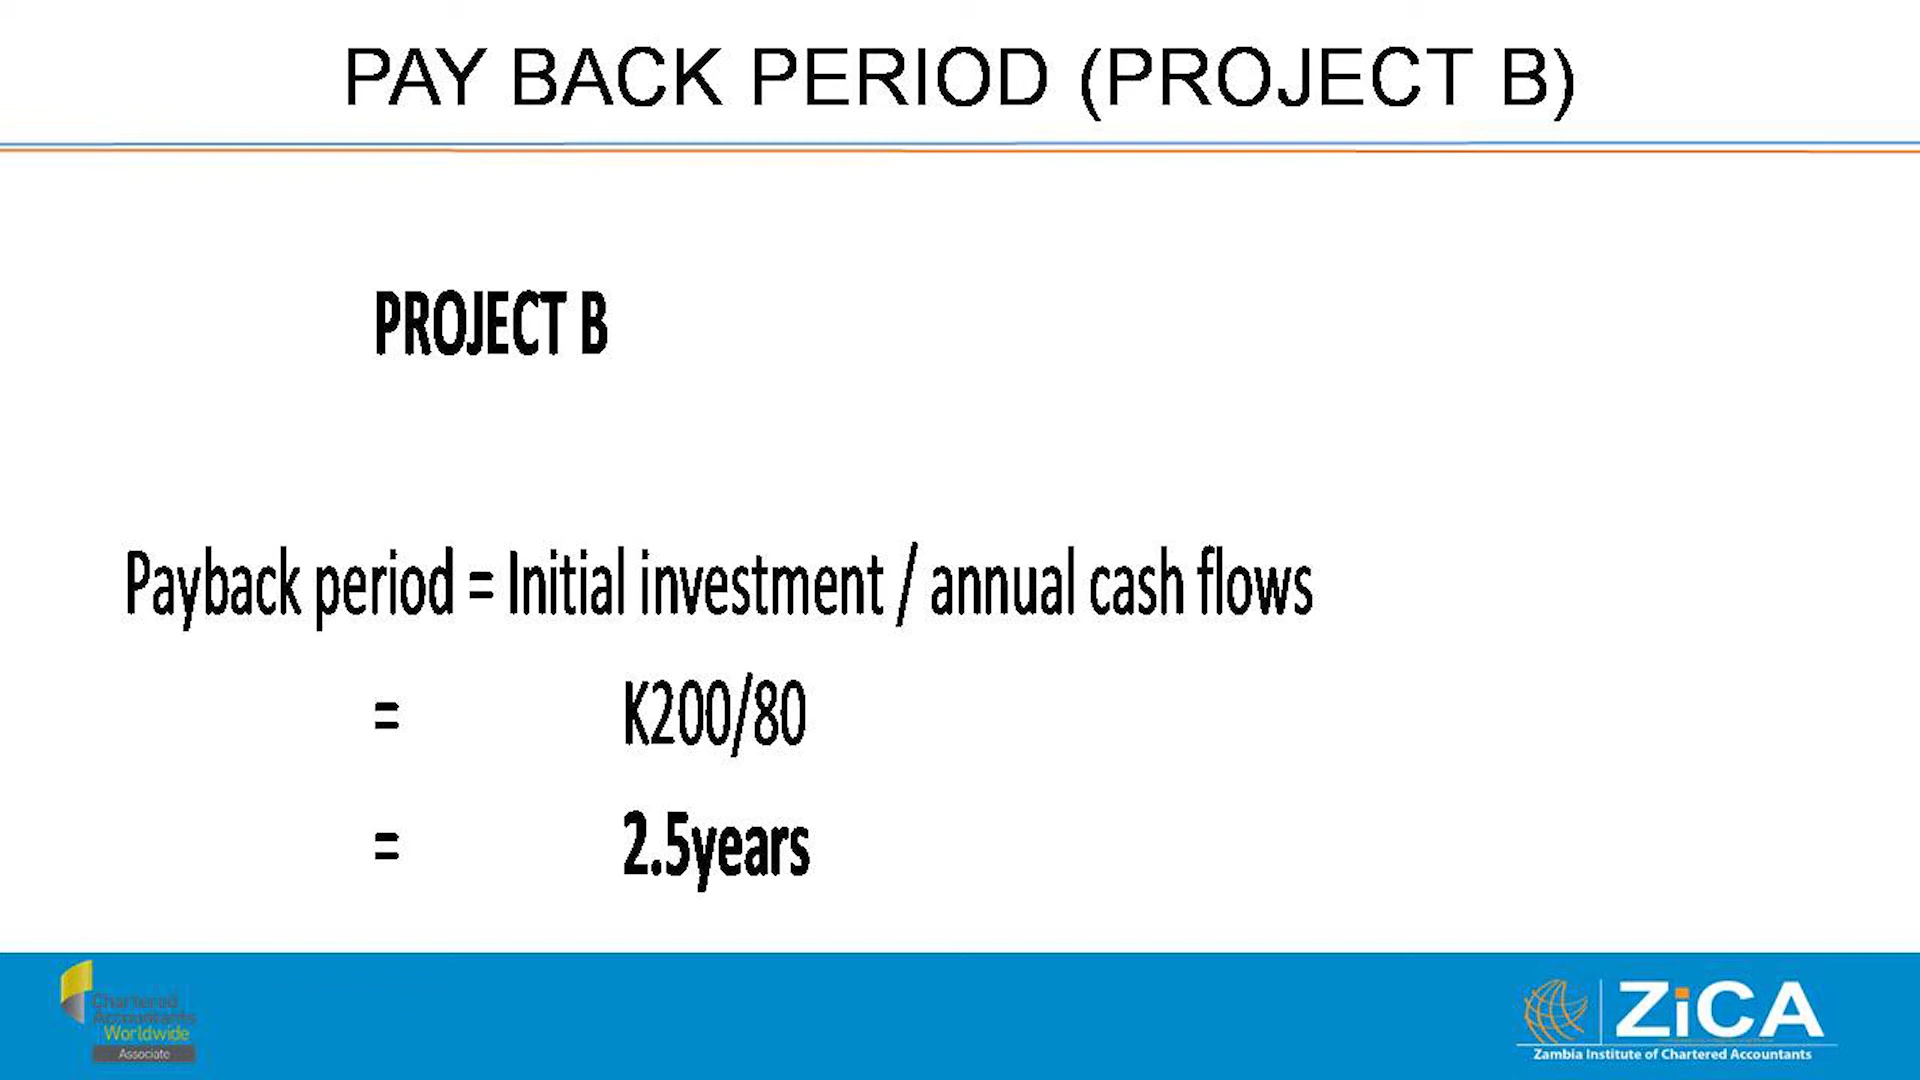 PAY BACK PERIOD (PROJECT B)
PROJECT B
Payback period = Initial investment / annual cash flows
= K200/80
= 2.5years
Chartered
Accountants
Worldwide
Associate
ZiCA
Zambia Institute of Chartered Accountants